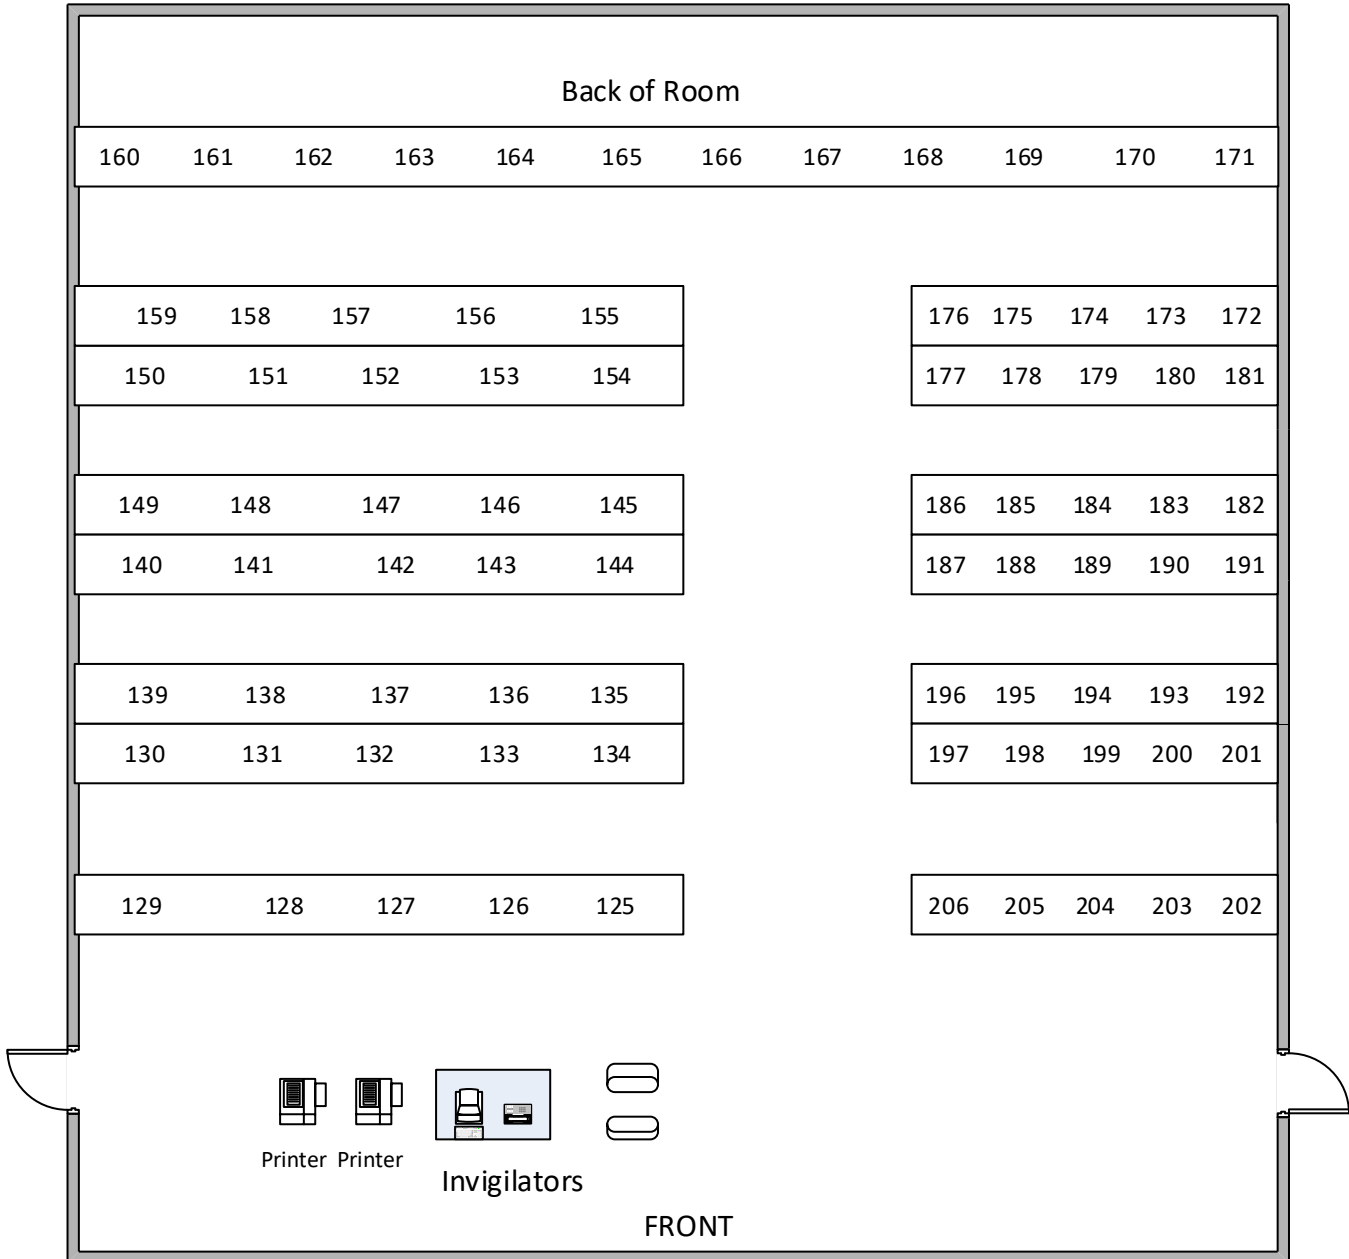 Back of Room
160 161 162 163 164 165 166 167 168 169 170 171
159 158 157 156 155 176 175 174 173 172
150 151 152 153 154 177 178 179 180 181
149 148 147 146 145 186 185 184 183 182
140 141 142 143 144 187 188 189 190 191
139 138 137 136 135 196 195 194 193 192
130 131 132 133 134 197 198 199 200 201
129 128 127 126 125 206 205 204 203 202
Printer Printer
Invigilators
FRONT